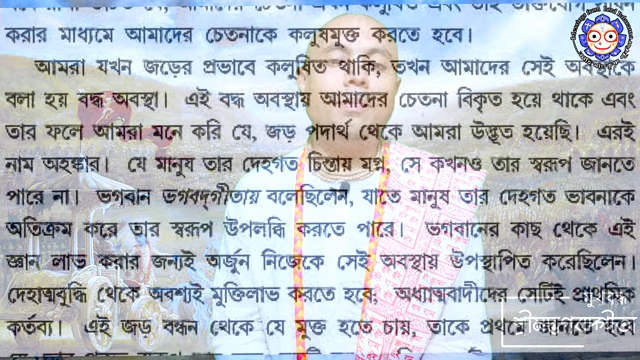 করার মাধ্যমে আমাদের চেতনাকে কলুষমুক্ত করতে হবে।
আমরা যখন জড়ের প্রভাবে কলুষিত থাকি, তখন আমাদের সেই অবস্থাকে
বলা হয় বদ্ধ অবস্থা। এই বদ্ধ অবস্থায় আমাদের চেতনা বিকৃত হয়ে থাকে এবং
তার ফলে আমরা মনে করি যে, জড় পদার্থ থেকে আমরা উদ্ভূত হয়েছি। এরই
নাম অহঙ্কার। যে মানুষ তার দেহগত চিন্তায় মগ্ন, সে কখনও তার স্বরূপ জানতে
পারে না। ভগবান ভগবদ্‌গীতায় বলেছিলেন, যাতে মানুষ তার দেহগত ভাবনাকে
অতিক্রম করে তার স্বরূপ উপলব্ধি করতে পারে। ভগবানের কাছ থেকে এই
জ্ঞান লাভ করার জন্যই অর্জুন নিজেকে সেই অবস্থায় উপস্থাপিত করেছিলেন।
দেহাত্মবুদ্ধি থেকে অবশ্যই মুক্তিলাভ করতে হবে; অধ্যাত্মবাদীদের সেটিই প্রাথমিক
কর্তব্য। এই জড় বন্ধন থেকে যে মুক্ত হতে চায়, তাকে প্রথমে জানতে হবে